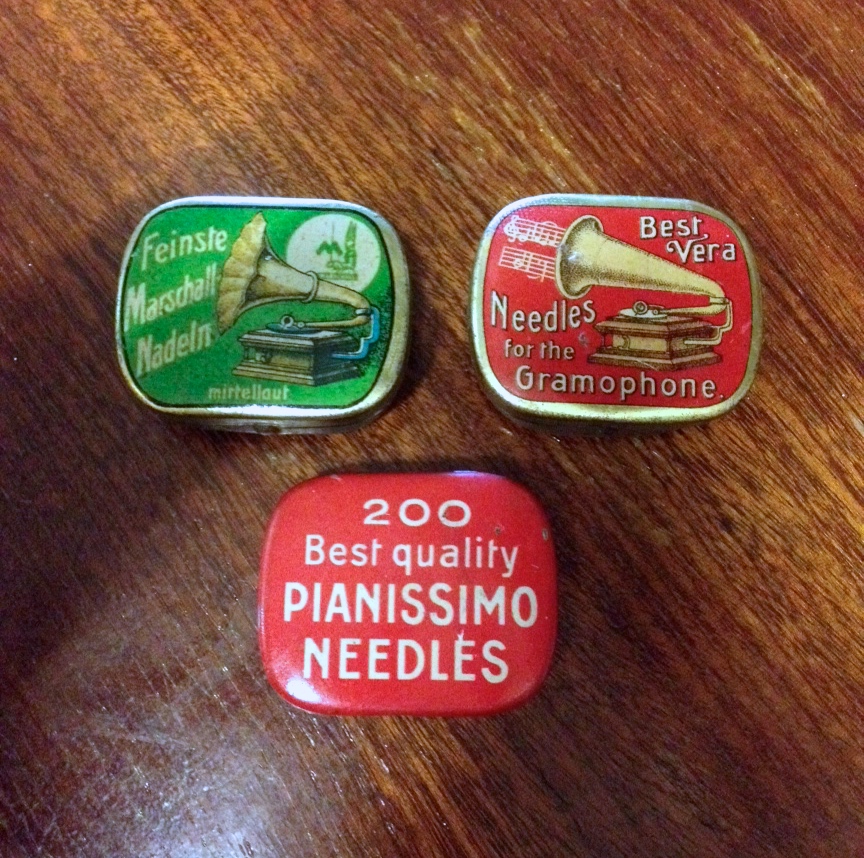 Feinste
Marschall-
Nadeln
mittellaut
Best
Vera
Needles
for the
Gramophone.
200
Best quality
PIANISSIMO
NEEDLES